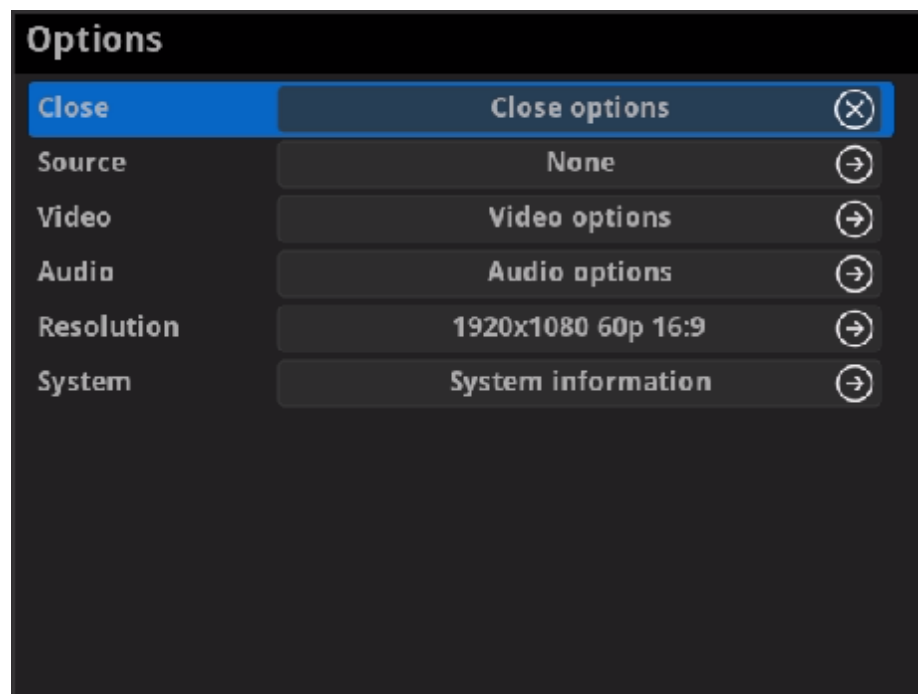 Options
Close Close options
Source None
Video Video options
Audio Audio options
Resolution 1920x1080 60p 16:9
System System information